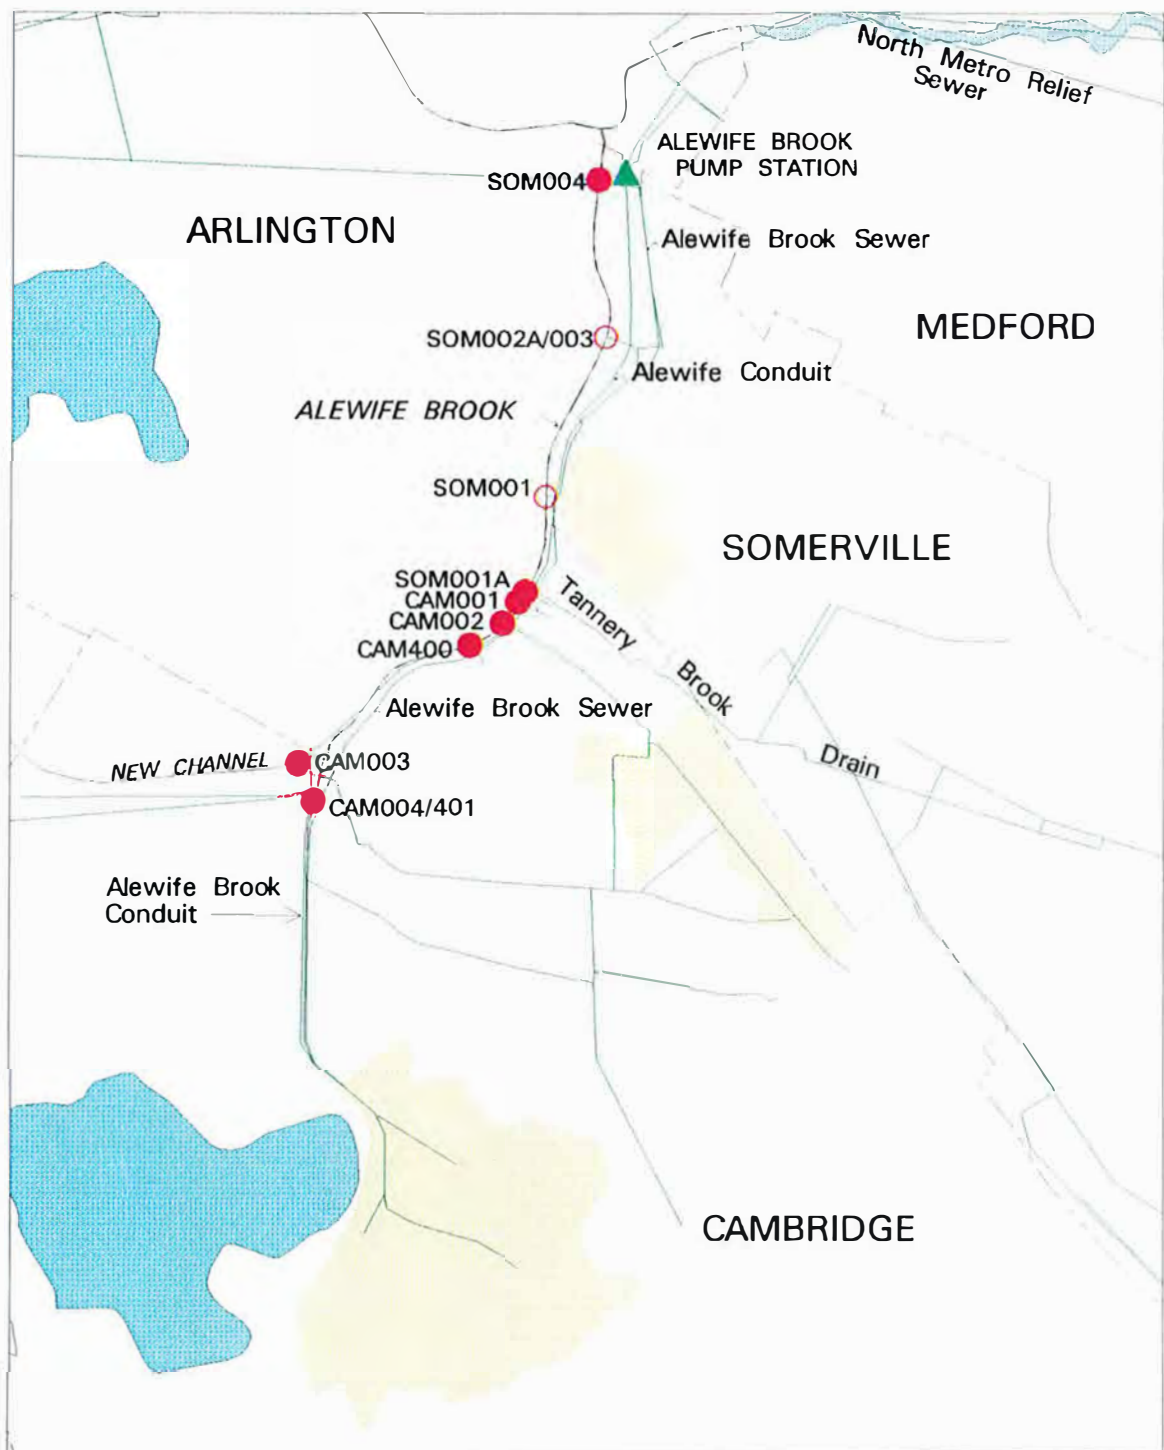 North Metro Relief
Sewer
ALEWIFE BROOK
PUMP STATION
SOM004
ARLINGTON
Alewife Brook Sewer
MEDFORD
SOM002A/003
Alewife Conduit
ALEWIFE BROOK
SOM001
SOMERVILLE
SOM001A
CAM001
CAM002
CAM400
Tannery Brook Drain
Alewife Brook Sewer
NEW CHANNEL
CAM003
CAM004/401
Alewife Brook
Conduit
CAMBRIDGE